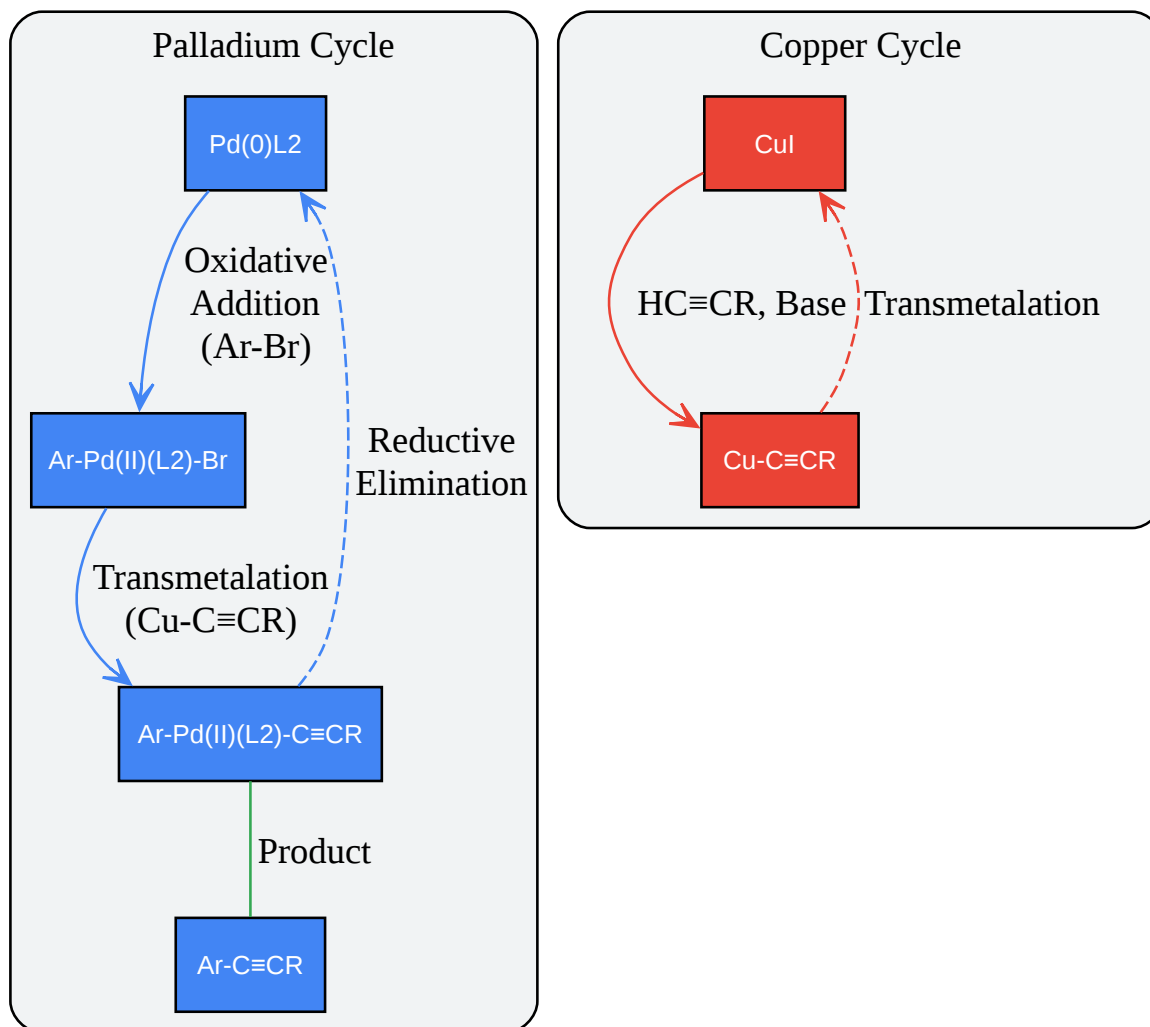 Palladium Cycle
Pd(0)L2
Oxidative
Addition
(Ar-Br)
Ar-Pd(II)(L2)-Br
Reductive
Elimination
Transmetalation
(Cu-C≡CR)
Ar-Pd(II)(L2)-C≡CR
Product
Ar-C≡CR
Copper Cycle
CuI
HC≡CR, Base
Transmetalation
Cu-C≡CR